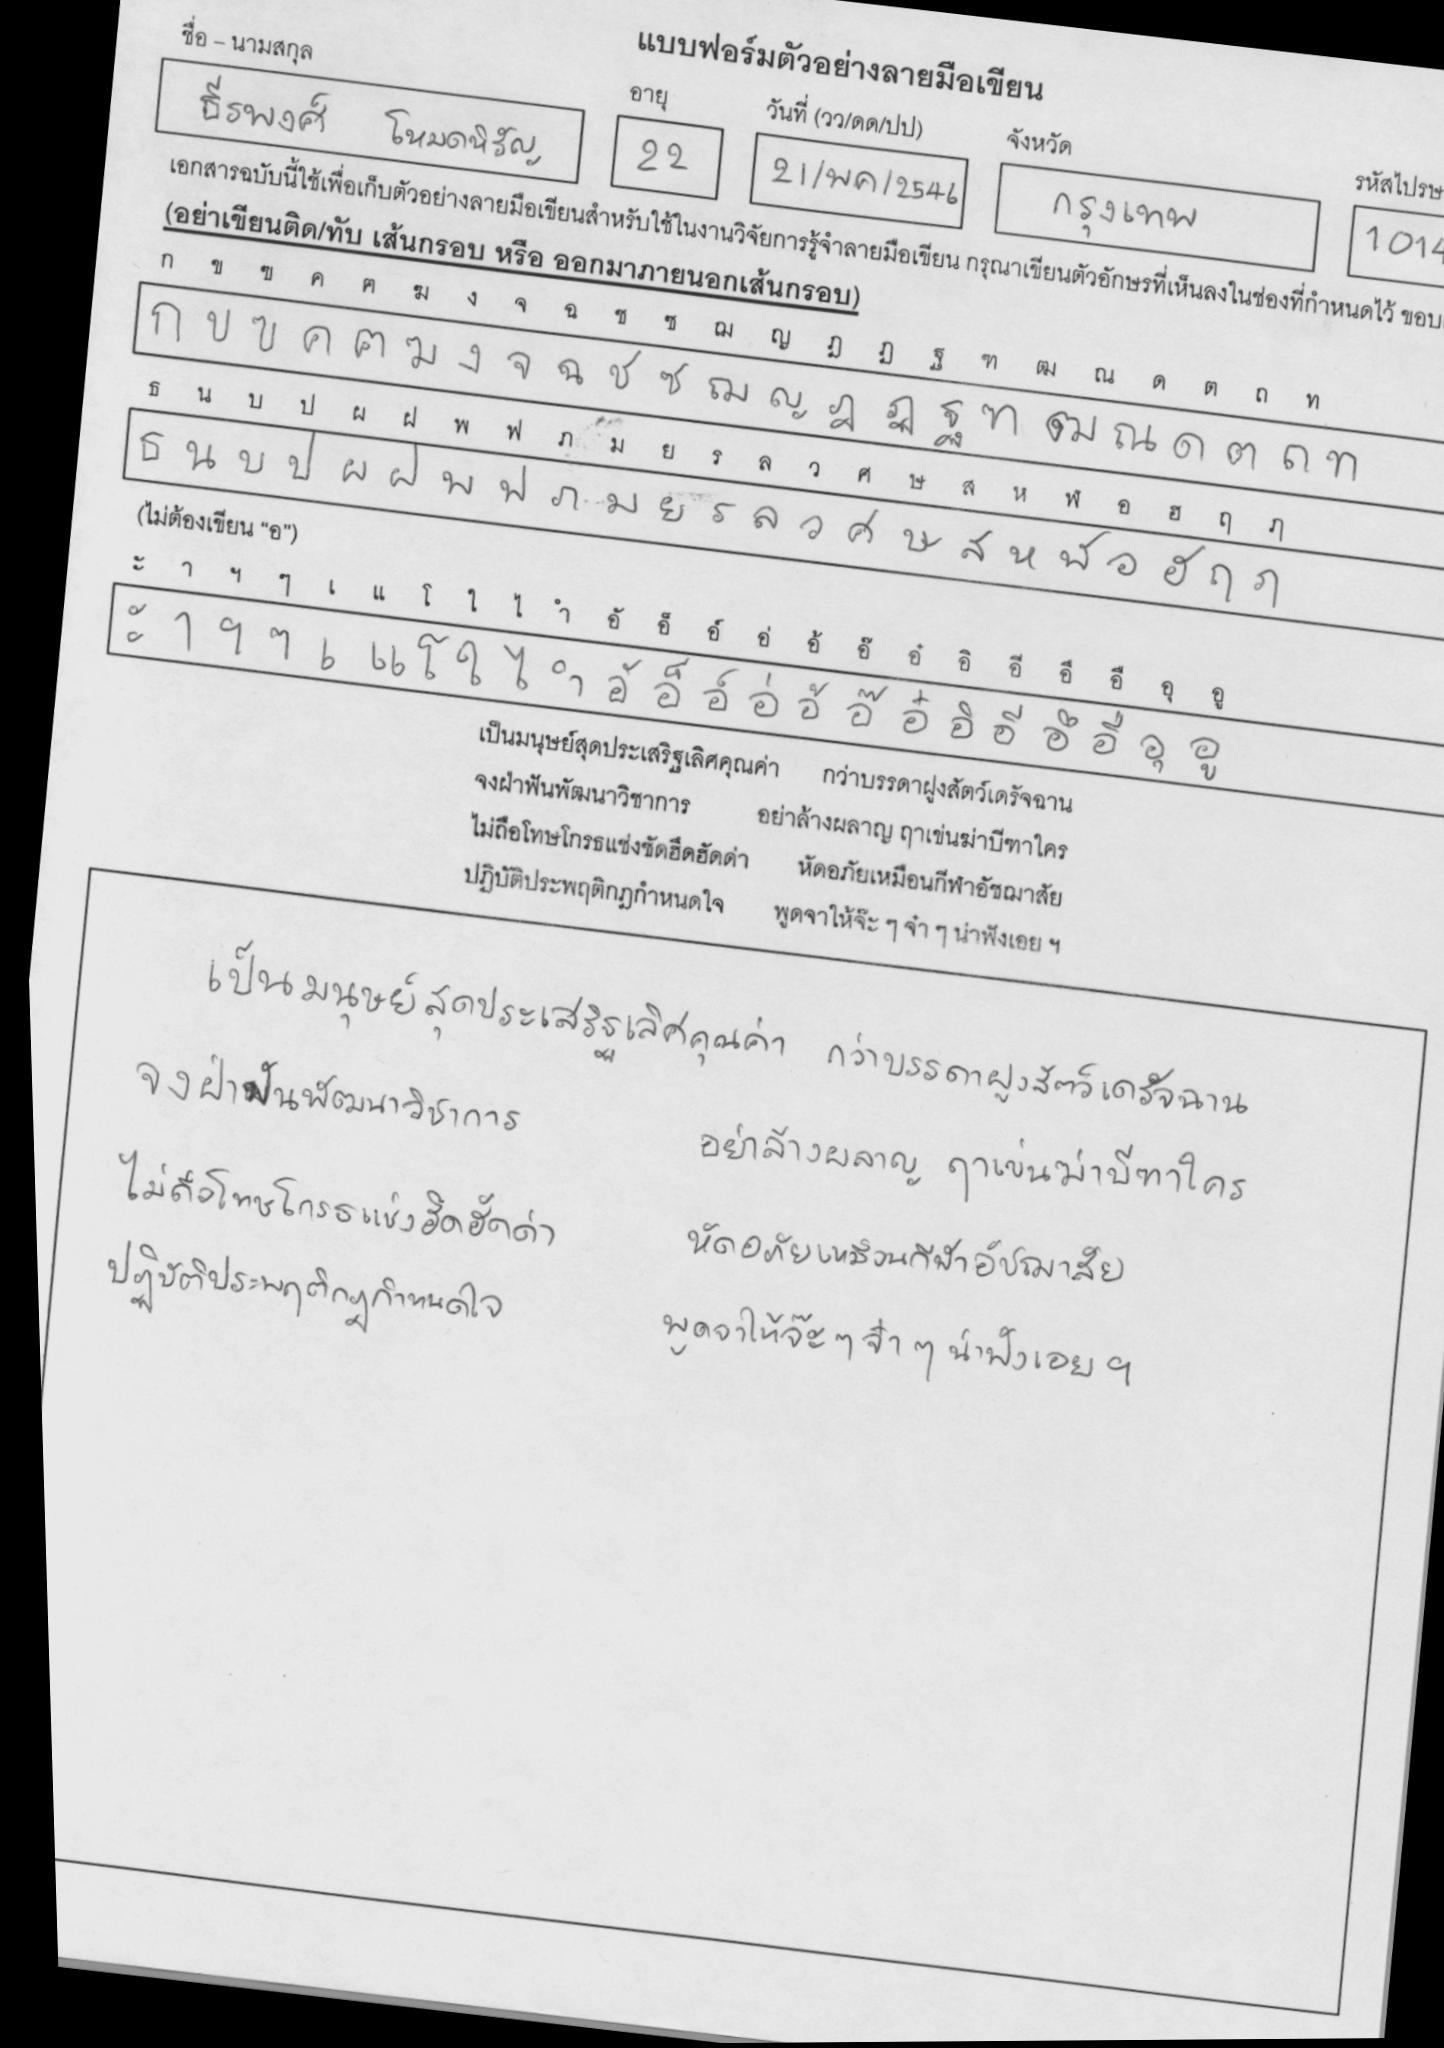 แบบฟอร์มตัวอย่างลายมือเขียน
ชื่อ – นามสกุล อายุ วันที่ (วว/ดด/ปป) จังหวัด
ธีรพงศ์ โหมดหิรัญ 22 21/พค/2546 กรุงเทพ
เอกสารฉบับนี้ใช้เพื่อเก็บตัวอย่างลายมือเขียนสำหรับใช้ในงานวิจัยการรู้จำลายมือเขียน กรุณาเขียนตัวอักษรที่เห็นลงในช่องที่กำหนดไว้
(อย่าเขียนติด/ทับ เส้นกรอบ หรือ ออกมาภายนอกเส้นกรอบ)
ก ข ฃ ค ฅ ฆ ง จ ฉ ช ซ ฌ ญ ฎ ฏ ฐ ฑ ฒ ณ ด ต ถ ท
ก ข ฃ ค ฅ ฆ ง จ ฉ ช ซ ฌ ญ ฎ ฏ ฐ ฑ ฒ ณ ด ต ถ ท
ธ น บ ป ผ ฝ พ ฟ ภ ม ย ร ล ว ศ ษ ส ห ฬ อ ฮ ฤ ภ
ธ น บ ป ผ ฝ พ ฟ ภ ม ย ร ล ว ศ ษ ส ห ฬ อ ฮ ฤ ภ
(ไม่ต้องเขียน “อ”)
ะ า ฯ ๆ เ แ โ ใ ไ ำ อั อ็ อ์ อ่ อ้ อ๊ อ๋ อิ อี อึ อื อุ อู
ะ า ฯ ๆ เ แ โ ใ ไ ำ อั อ็ อ์ อ่ อ้ อ๊ อ๋ อิ อี อึ อื อุ อู
เป็นมนุษย์สุดประเสริฐเลิศคุณค่า กว่าบรรดาฝูงสัตว์เดรัจฉาน
จงฝ่าฟันพัฒนาวิชาการ อย่าล้างผลาญ ฤาเข่นฆ่าบีฑาใคร
ไม่ถือโทษโกรธแช่งซัดฮึดฮัดด่า หัดอภัยเหมือนกีฬาอัชฌาสัย
ปฏิบัติประพฤติกฎกำหนดใจ พูดจาให้จ๊ะ ๆ จ๋า ๆ น่าฟังเอย ฯ
เป็นมนุษย์สุดประเสริฐเลิศคุณค่า กว่าบรรดาฝูงสัตว์เดรัจฉาน
จงฝ่าฟันพัฒนาวิชาการ อย่าล้างผลาญ ฤาเข่นฆ่าบีฑาใคร
ไม่ถือโทษโกรธแช่งฮึดฮัดด่า หัดอภัยเหมือนกีฬาอัชฌาสัย
ปฏิบัติประพฤติกฎกำหนดใจ พูดจาให้จ๊ะ ๆ จ๋า ๆ น่าฟังเอย ฯ